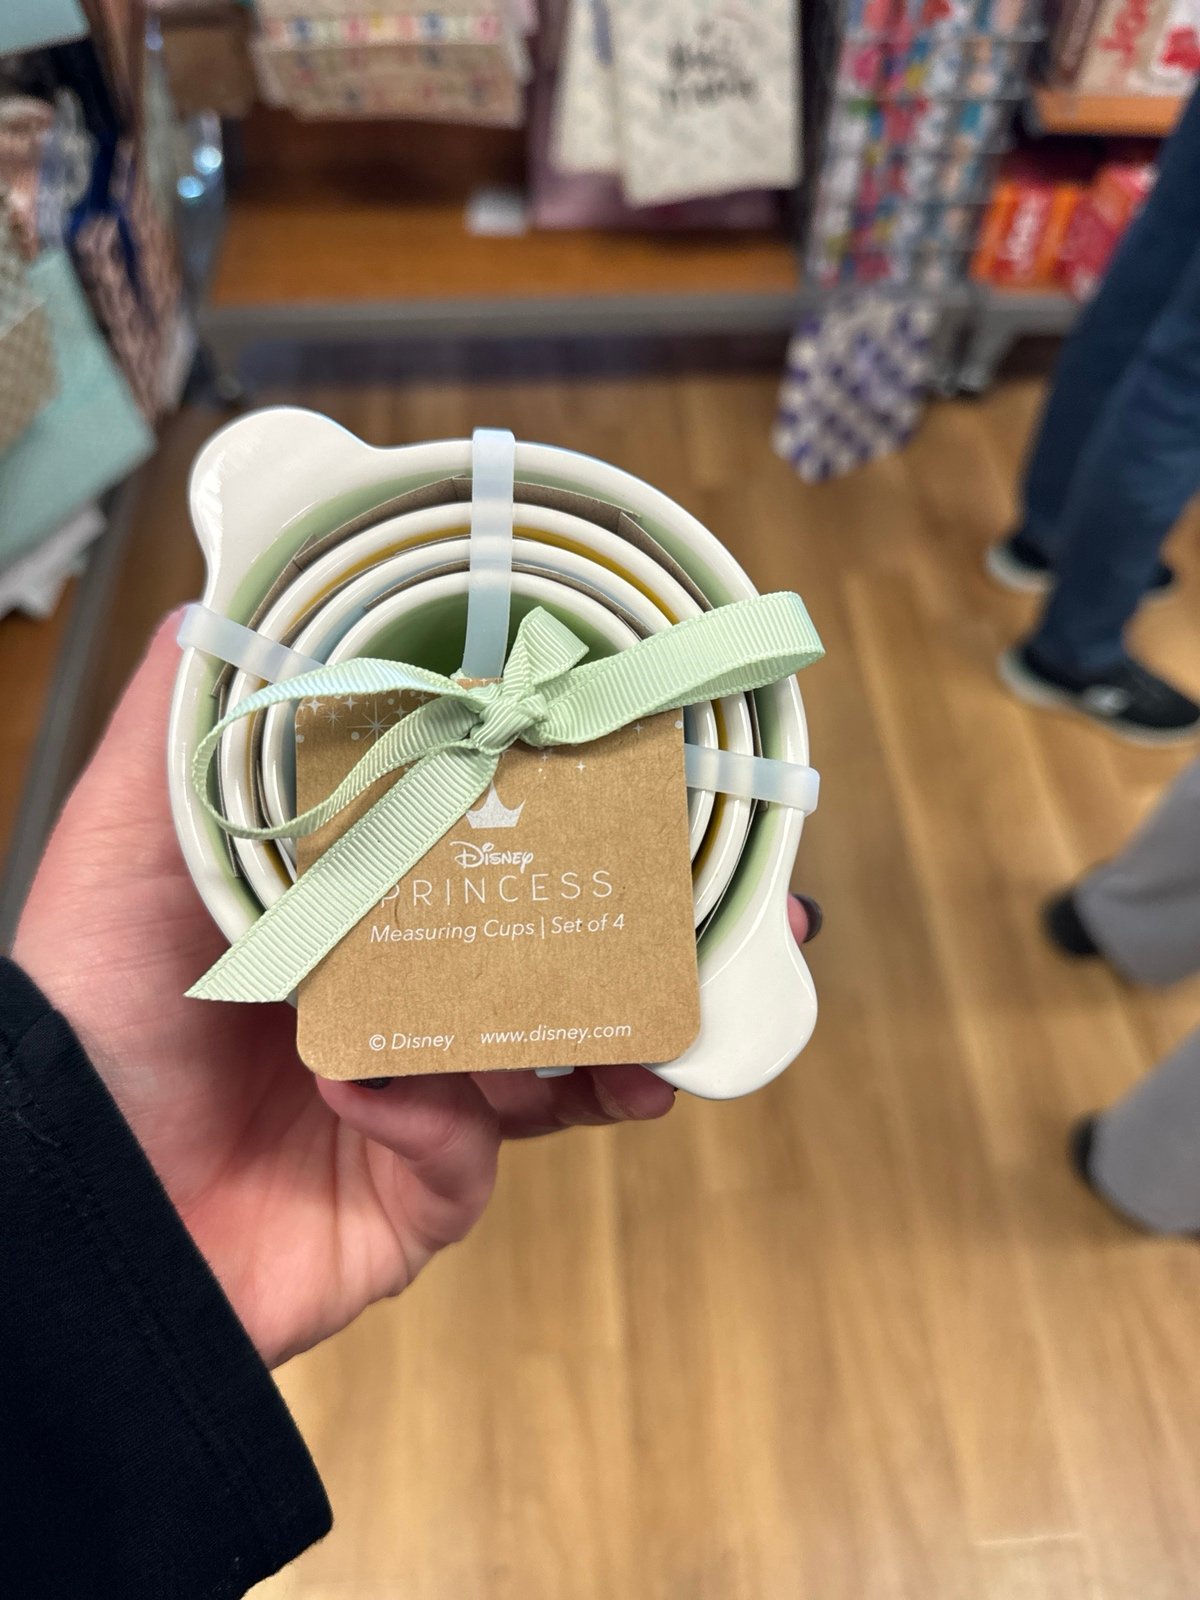 Disney
PRINCESS
Measuring Cups | Set of 4
© Disney www.disney.com